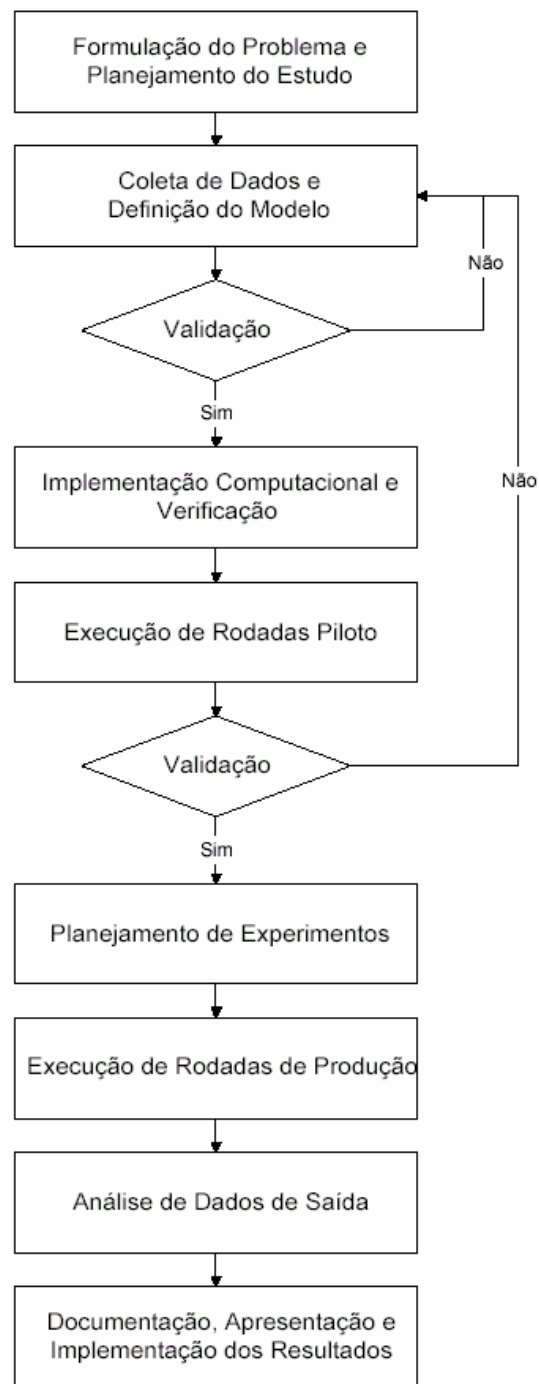 Formulação do Problema e
Planejamento do Estudo
Coleta de Dados e
Definição do Modelo
Não
Validação
Sim
Implementação Computacional e
Verificação
Não
Execução de Rodadas Piloto
Validação
Sim
Planejamento de Experimentos
Execução de Rodadas de Produção
Análise de Dados de Saída
Documentação, Apresentação e
Implementação dos Resultados